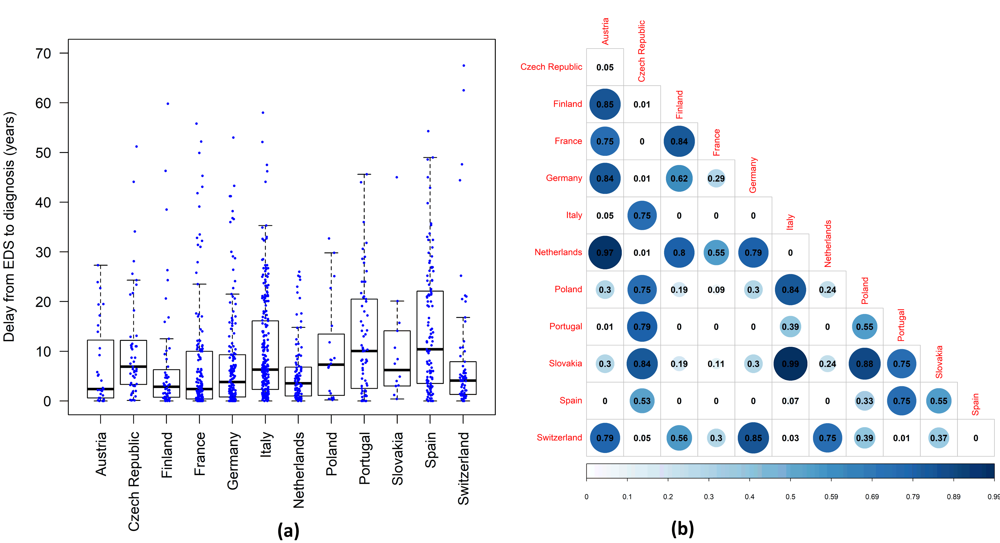 Delay from EDS to diagnosis (years)
70
60
50
40
30
20
10
0
Austria
Czech Republic
Finland
France
Germany
Italy
Netherlands
Poland
Portugal
Slovakia
Spain
Switzerland
(a)
Austria
Czech Republic 0.05 Czech Republic
Finland 0.85 0.01 Finland
France 0.75 0 0.84 France
Germany 0.84 0.01 0.62 0.29 Germany
Italy 0.05 0.75 0 0 0 Italy
Netherlands 0.97 0.01 0.8 0.55 0.79 0 Netherlands
Poland 0.3 0.75 0.19 0.09 0.3 0.84 0.24 Poland
Portugal 0.01 0.79 0 0 0 0.39 0 0.55 Portugal
Slovakia 0.3 0.84 0.19 0.11 0.3 0.99 0.24 0.88 0.75 Slovakia
Spain 0 0.53 0 0 0 0.07 0 0.33 0.75 0.55 Spain
Switzerland 0.79 0.05 0.56 0.3 0.85 0.03 0.75 0.39 0.01 0.37 0
0 0.1 0.2 0.3 0.4 0.5 0.59 0.69 0.79 0.89 0.99
(b)